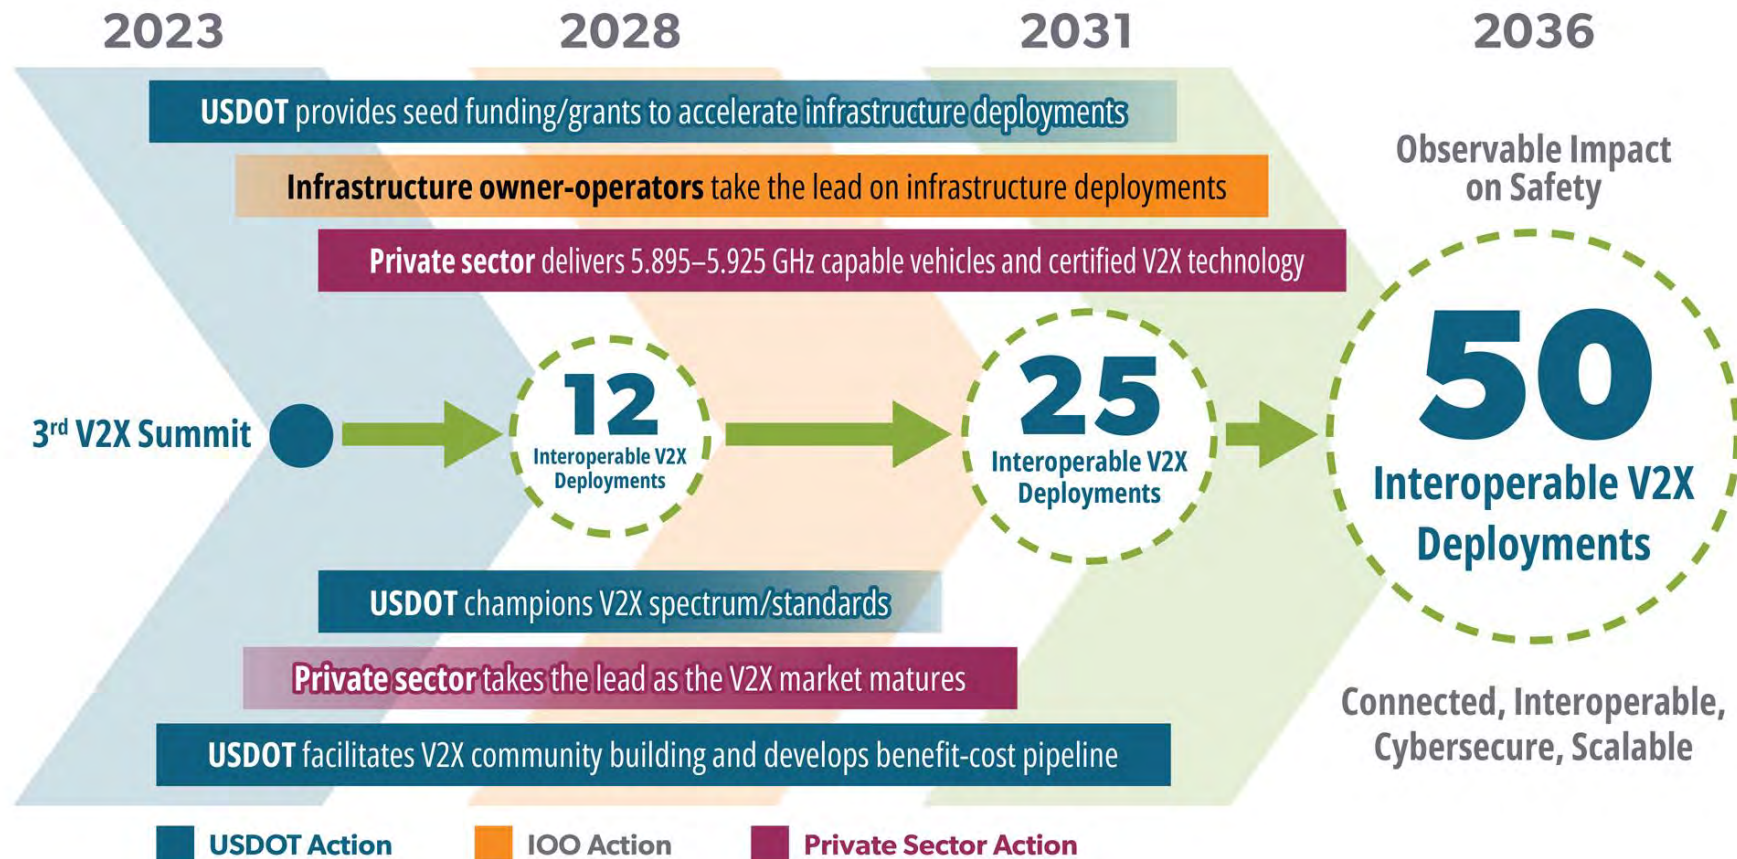 2023
2028
2031
2036
USDOT provides seed funding/grants to accelerate infrastructure deployments
Infrastructure owner-operators take the lead on infrastructure deployments
Private sector delivers 5.895–5.925 GHz capable vehicles and certified V2X technology
Observable Impact
on Safety
3rd V2X Summit
12
Interoperable V2X
Deployments
25
Interoperable V2X
Deployments
50
Interoperable V2X
Deployments
USDOT champions V2X spectrum/standards
Private sector takes the lead as the V2X market matures
USDOT facilitates V2X community building and develops benefit-cost pipeline
Connected, Interoperable,
Cybersecure, Scalable
USDOT Action
IOO Action
Private Sector Action